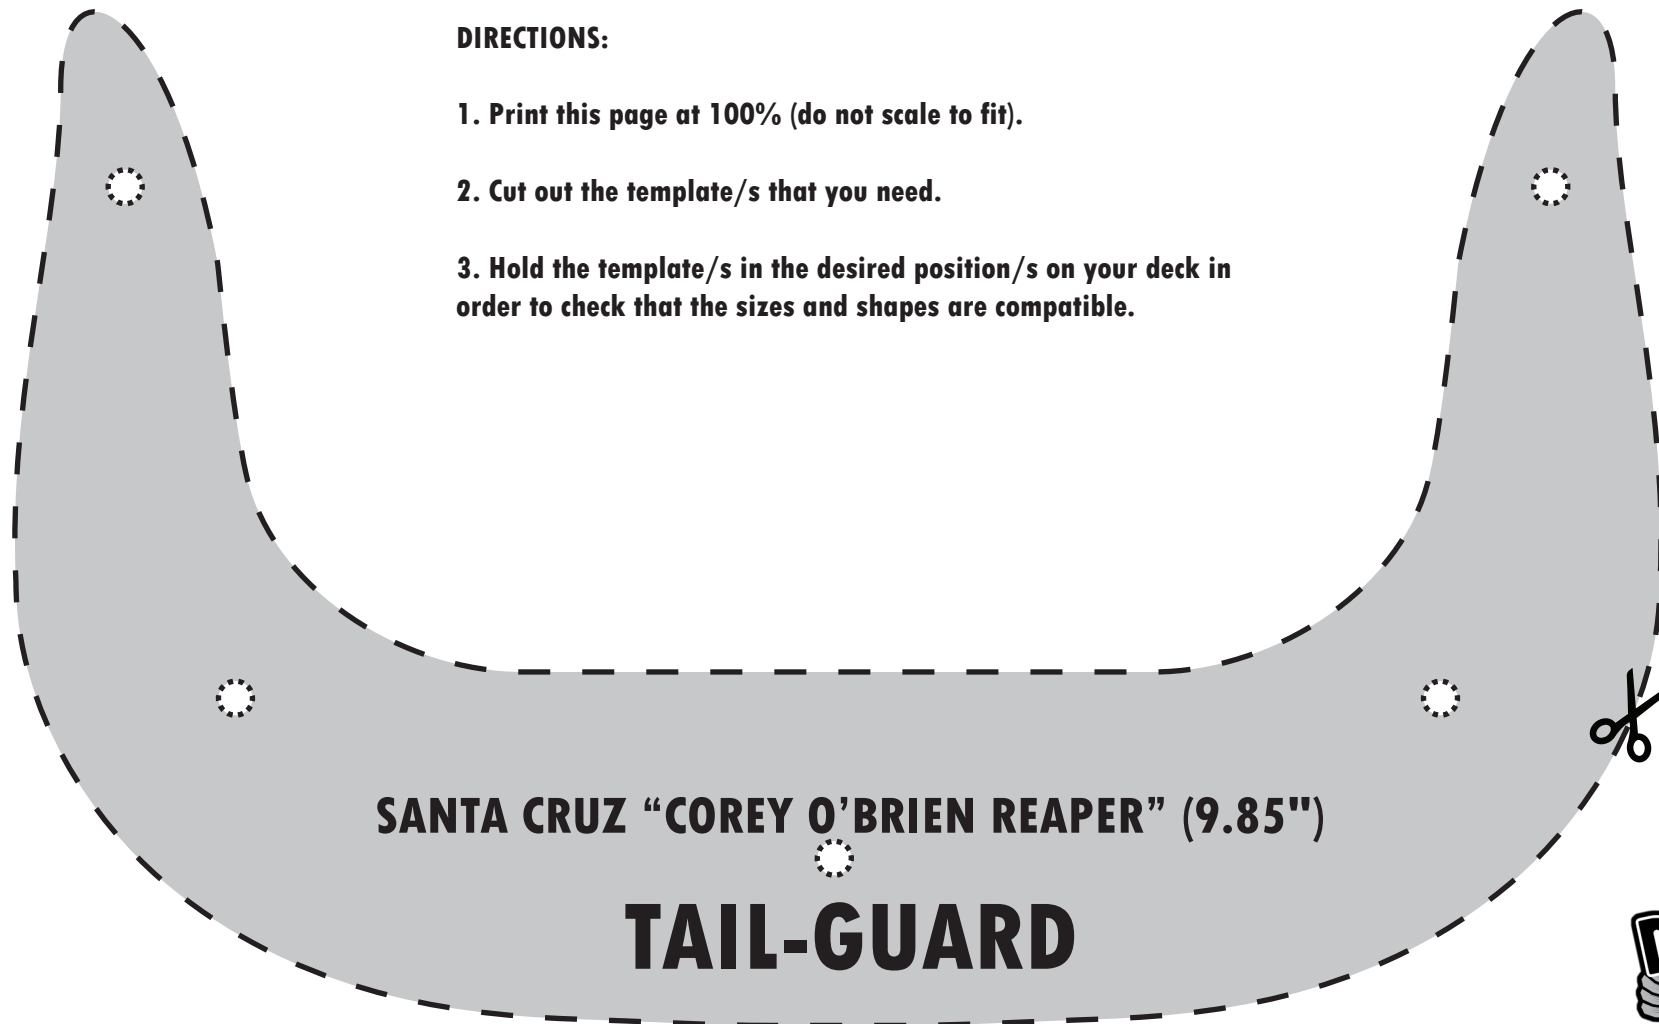 DIRECTIONS:
1. Print this page at 100% (do not scale to fit).
2. Cut out the template/s that you need.
3. Hold the template/s in the desired position/s on your deck in
order to check that the sizes and shapes are compatible.
SANTA CRUZ “COREY O’BRIEN REAPER” (9.85")
TAIL-GUARD